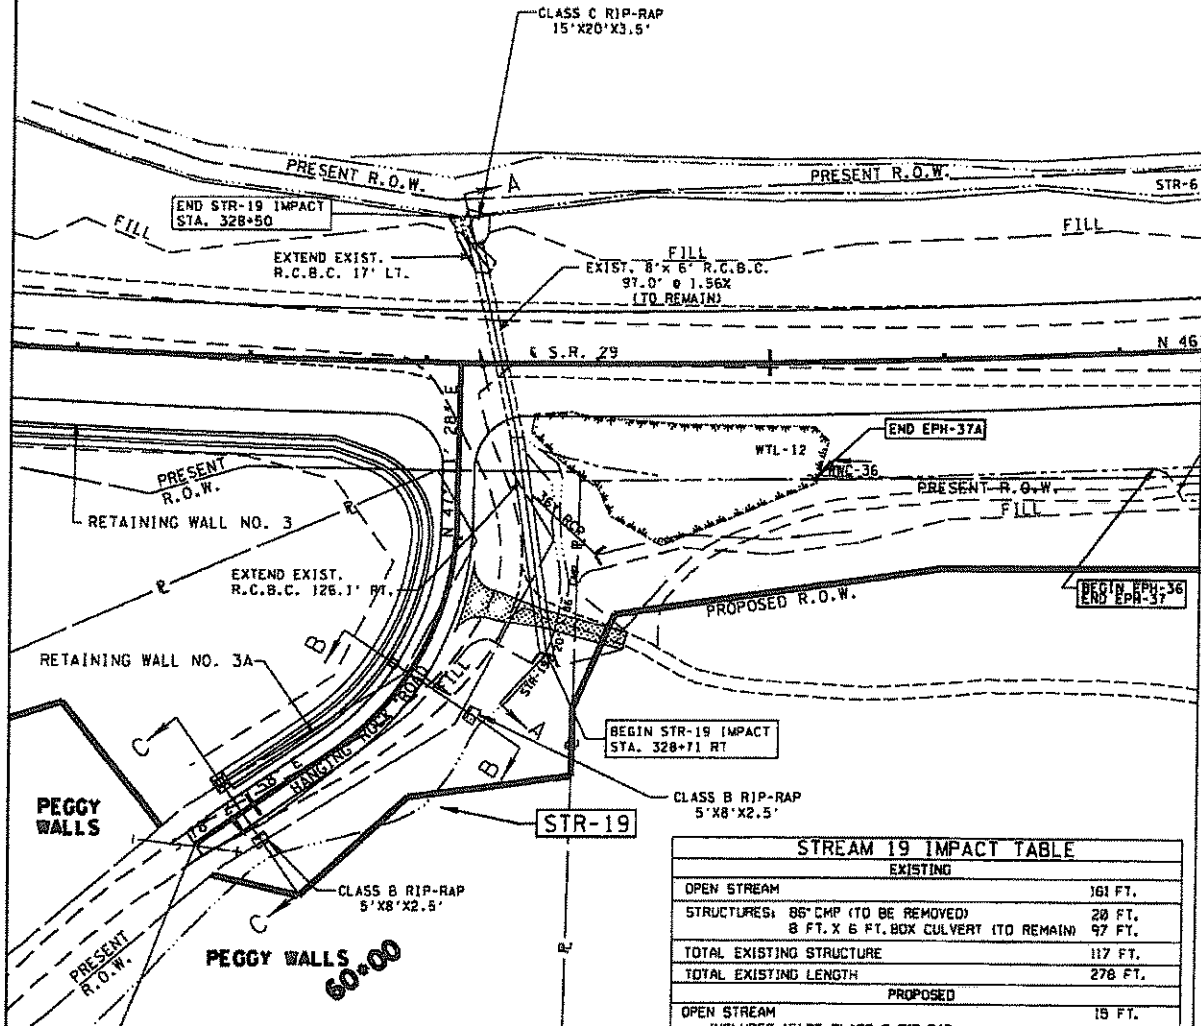 CLASS C RIP-RAP
15'X20'X3.5'
PRESENT R.O.W.
A
PRESENT R.O.W.
STR-6
END STR-19 IMPACT
STA. 328+50
FILL
FILL
EXTEND EXIST.
R.C.B.C. 17' LT.
FILL
EXIST. 8'x 6' R.C.B.C.
97.0' @ 1.56%
(TO REMAIN)
S.R. 29
N 46
END EPH-37A
WTL-12
WWC-36
PRESENT
R.O.W.
PRESENT R.O.W.
RETAINING WALL NO. 3
FILL
36" RCP
EXTEND EXIST.
R.C.B.C. 126.1' RT.
BEGIN EPH-36
END EPH-37
PROPOSED R.O.W.
B
RETAINING WALL NO. 3A
FILL
STR-19
HANGING ROCK ROAD
A
B
BEGIN STR-19 IMPACT
STA. 328+71 RT
C
CLASS B RIP-RAP
5'X8'X2.5'
PEGGY
WALLS
STR-19
CLASS B RIP-RAP
5'X8'X2.5'
C
PRESENT
R.O.W.
PEGGY WALLS
60+00
STREAM 19 IMPACT TABLE
EXISTING
OPEN STREAM 161 FT.
STRUCTURES: 86" CMP (TO BE REMOVED) 20 FT.
8 FT. X 6 FT. BOX CULVERT (TO REMAIN) 97 FT.
TOTAL EXISTING STRUCTURE 117 FT.
TOTAL EXISTING LENGTH 278 FT.
PROPOSED
OPEN STREAM 15 FT.